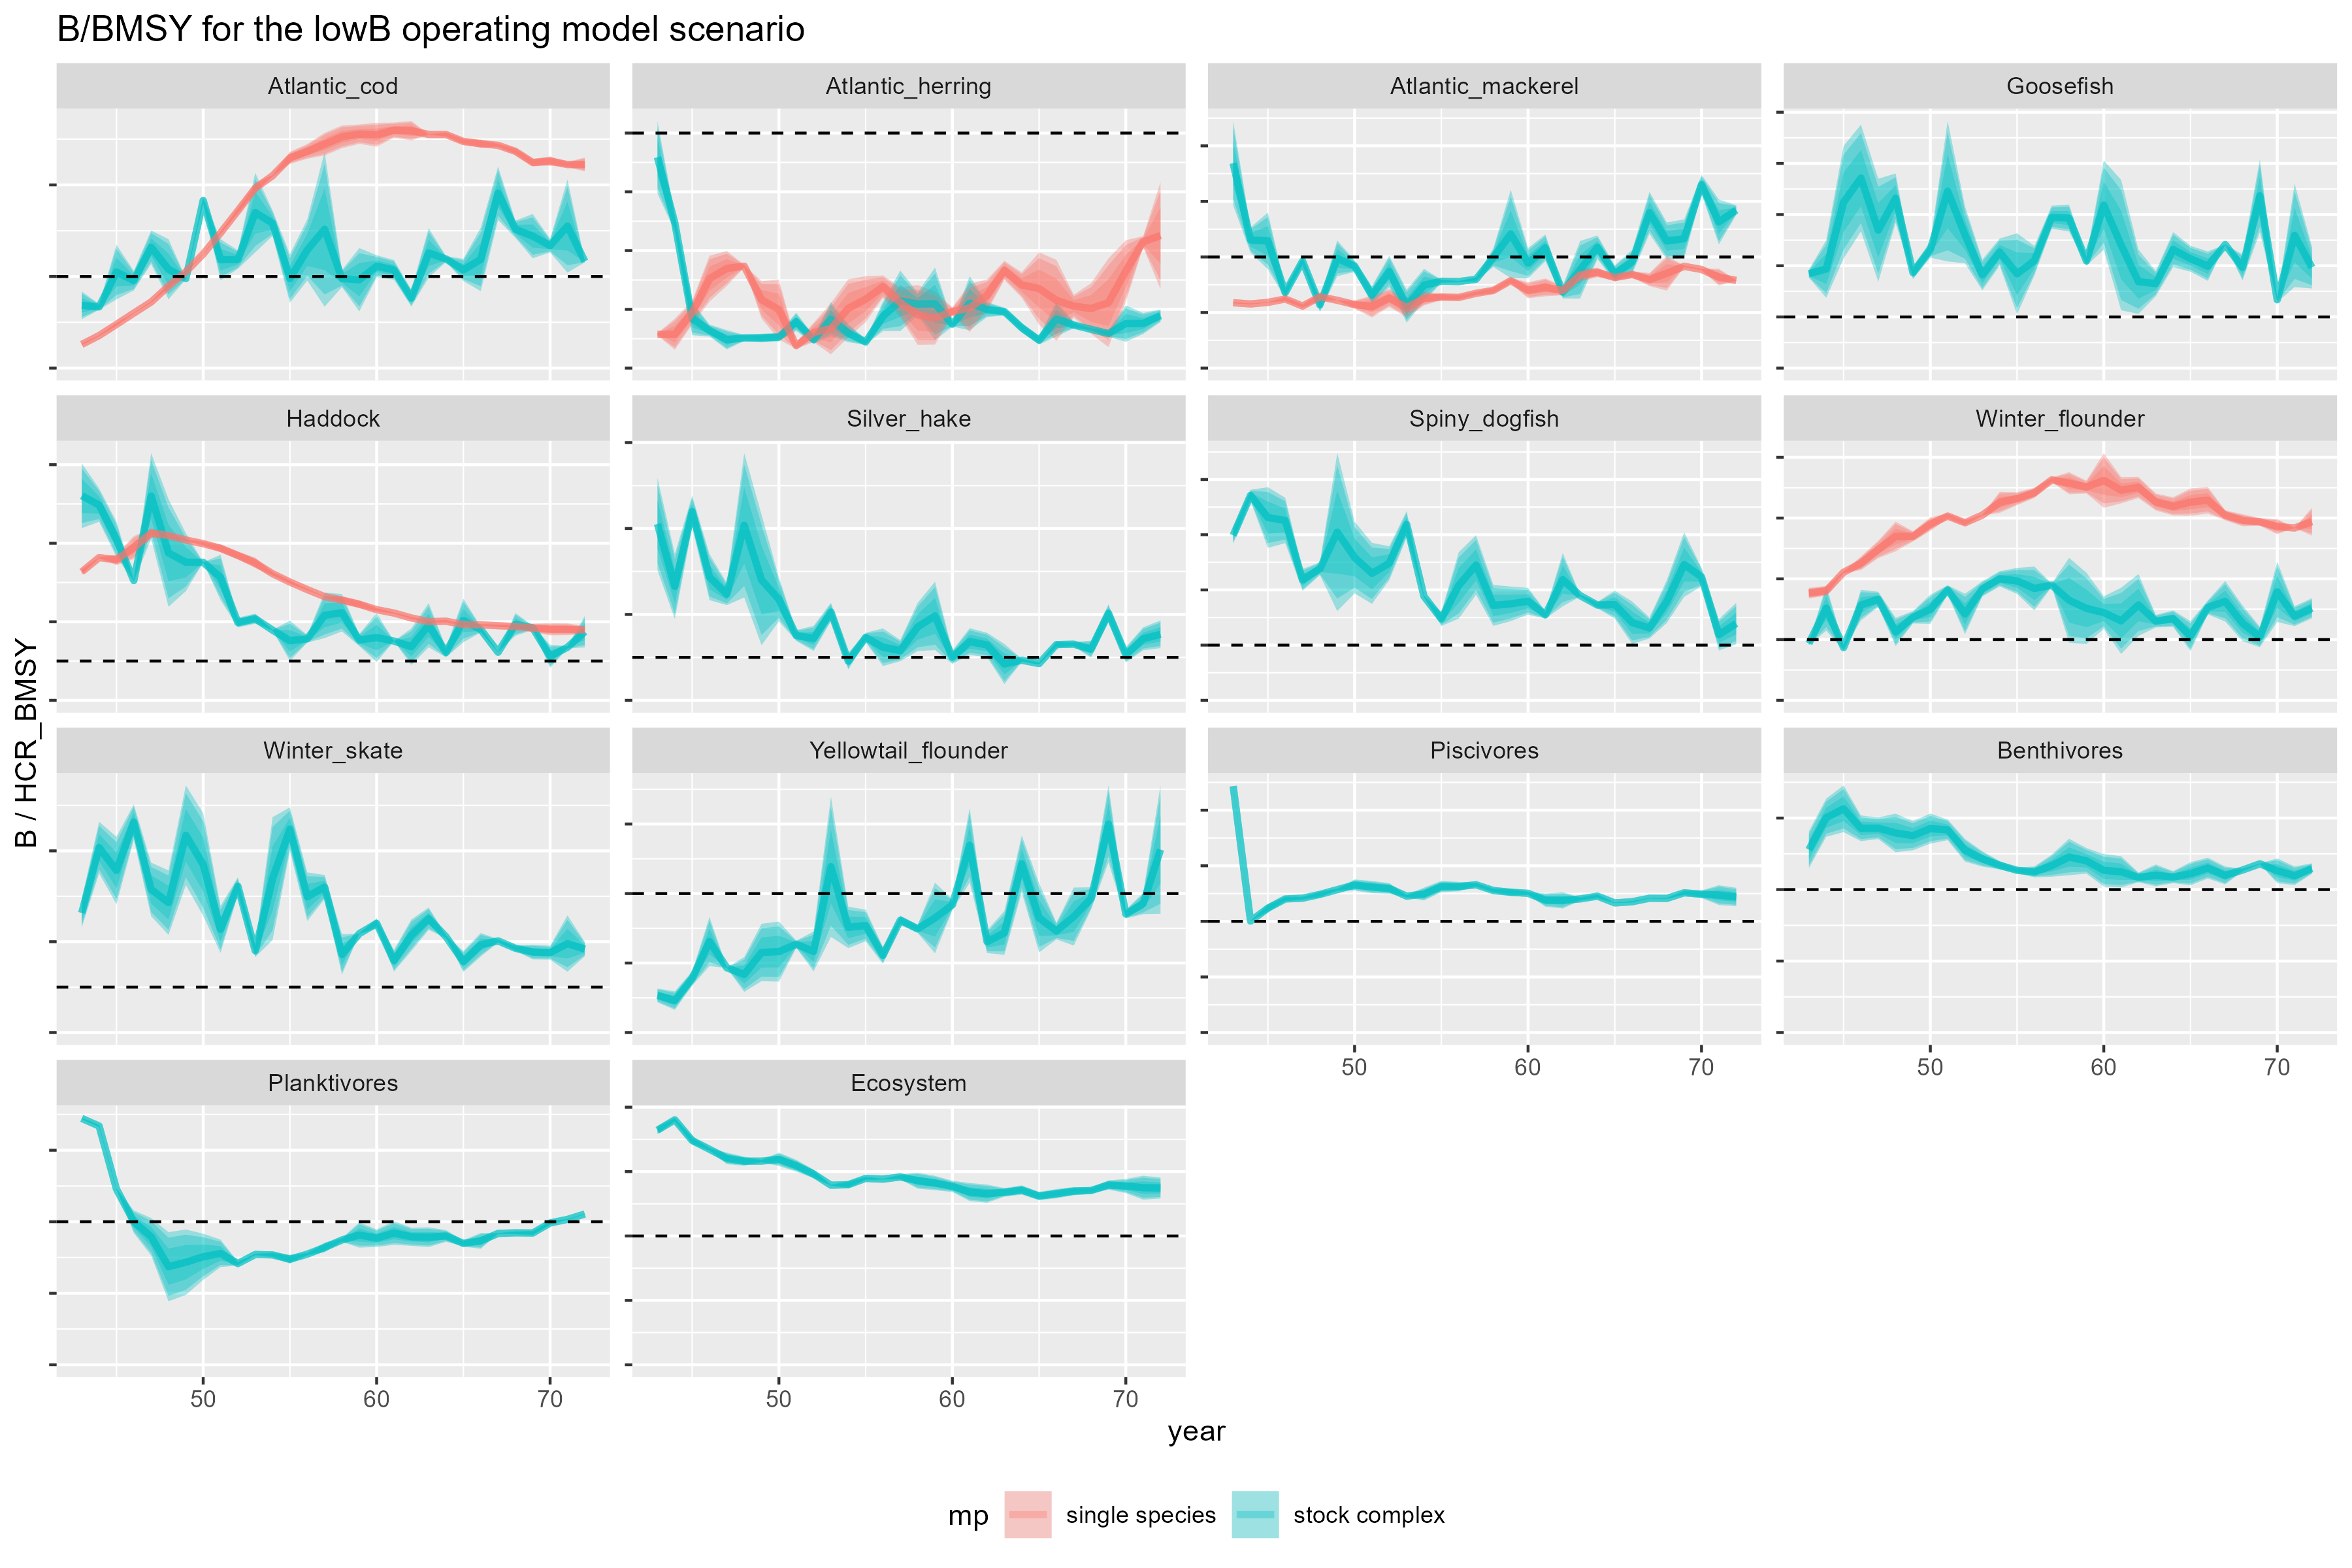 B/BMSY for the lowB operating model scenario
Atlantic_cod
Atlantic_herring
Atlantic_mackerel
Goosefish
Haddock
Silver_hake
Spiny_dogfish
Winter_flounder
B / HCR_BMSY
Winter_skate
Yellowtail_flounder
Piscivores
Benthivores
50 60 70
50 60 70
Planktivores
Ecosystem
50 60 70
50 60 70
year
mp single species stock complex